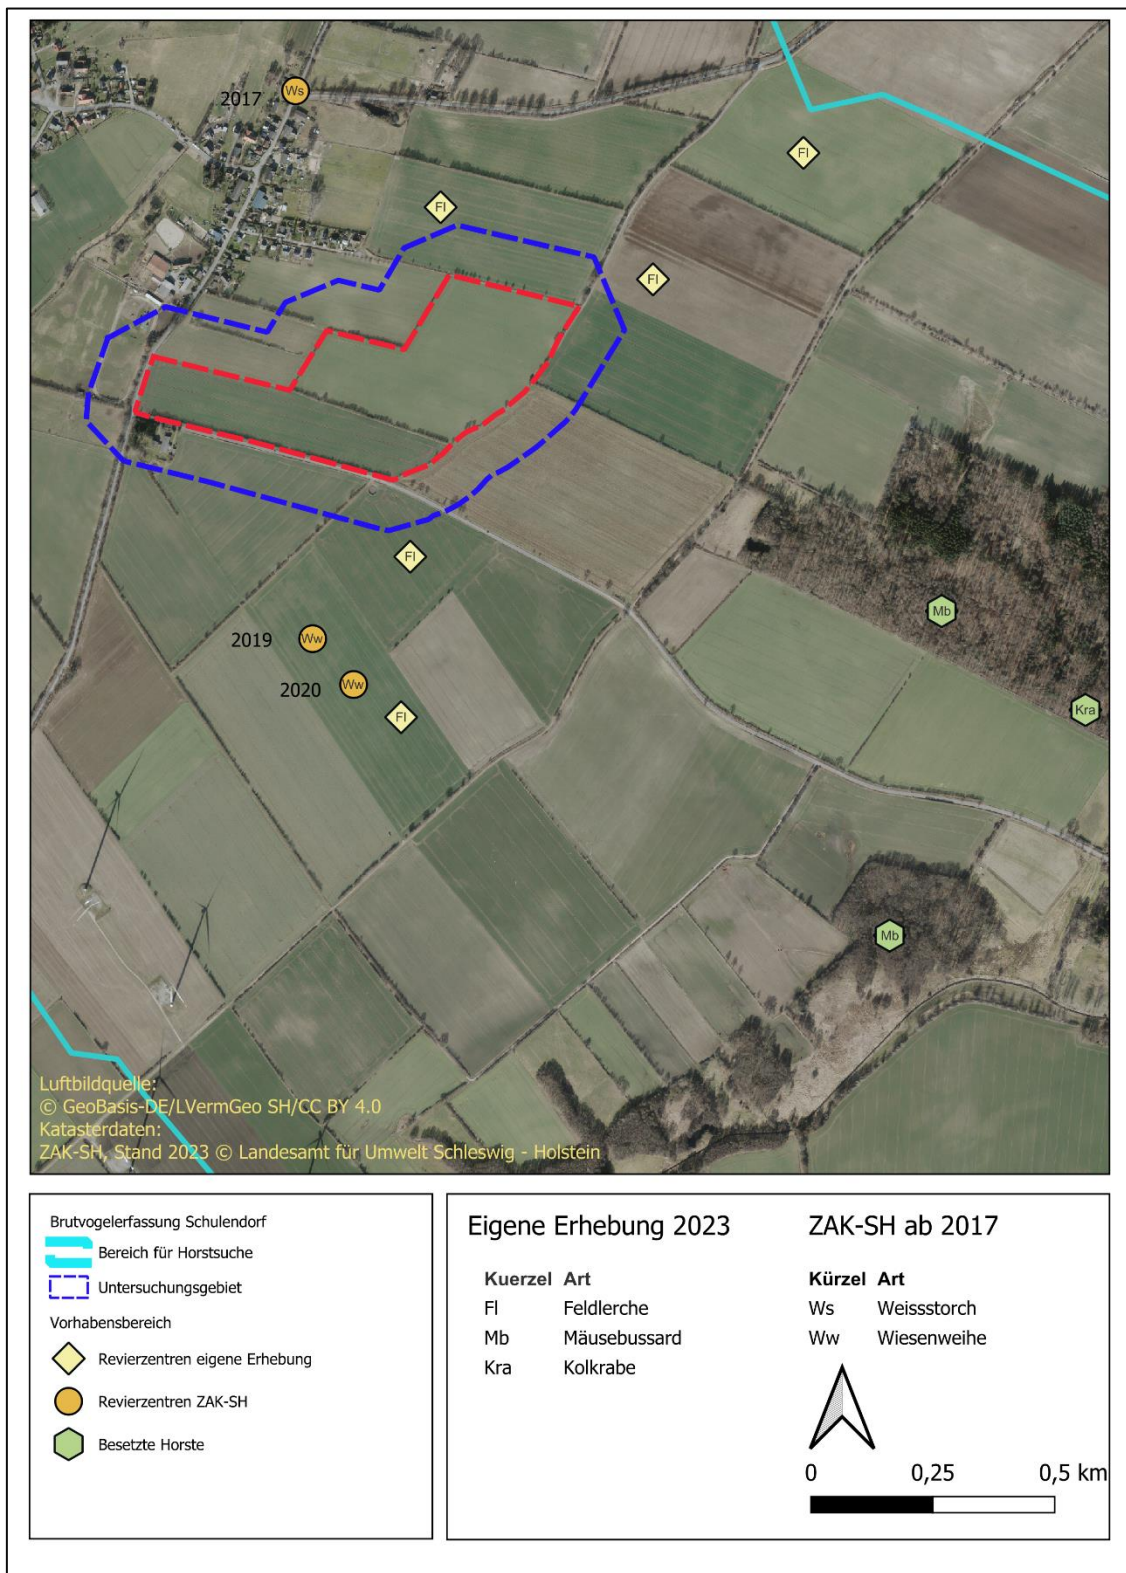 2017
Ws
Fl
Fl
Fl
Fl
Mb
2019
Ww
2020
Ww
Fl
Kra
Mb
Luftbildquelle:
© GeoBasis-DE/LVermGeo SH/CC BY 4.0
Katasterdaten:
ZAK-SH, Stand 2023 © Landesamt für Umwelt Schleswig - Holstein
Brutvogelerfassung Schulendorf
Bereich für Horstsuche
Untersuchungsgebiet
Vorhabensbereich
Revierzentren eigene Erhebung
Revierzentren ZAK-SH
Besetzte Horste
Eigene Erhebung 2023
Kuerzel Art
Fl Feldlerche
Mb Mäusebussard
Kra Kolkrabe
ZAK-SH ab 2017
Kürzel Art
Ws Weissstorch
Ww Wiesenweihe
0 0,25 0,5 km